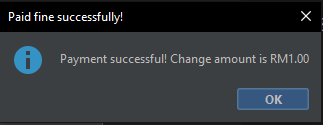 Paid fine successfully!
Payment successful! Change amount is RM1.00
OK